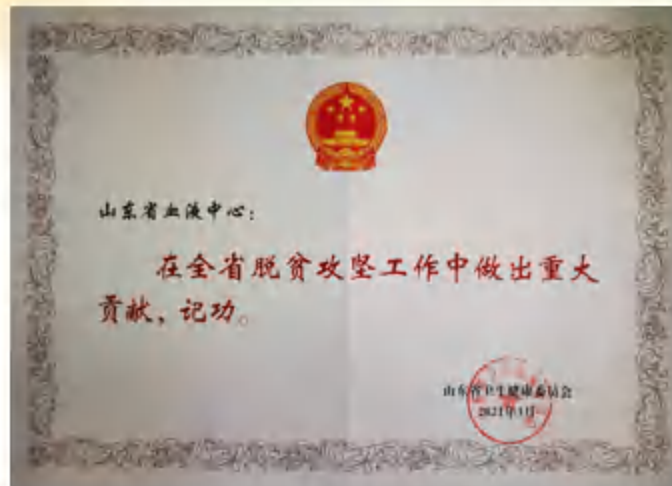 山东省血液中心：
在全省脱贫攻坚工作中做出重大
贡献，记功。
山东省卫生健康委员会
2021年1月